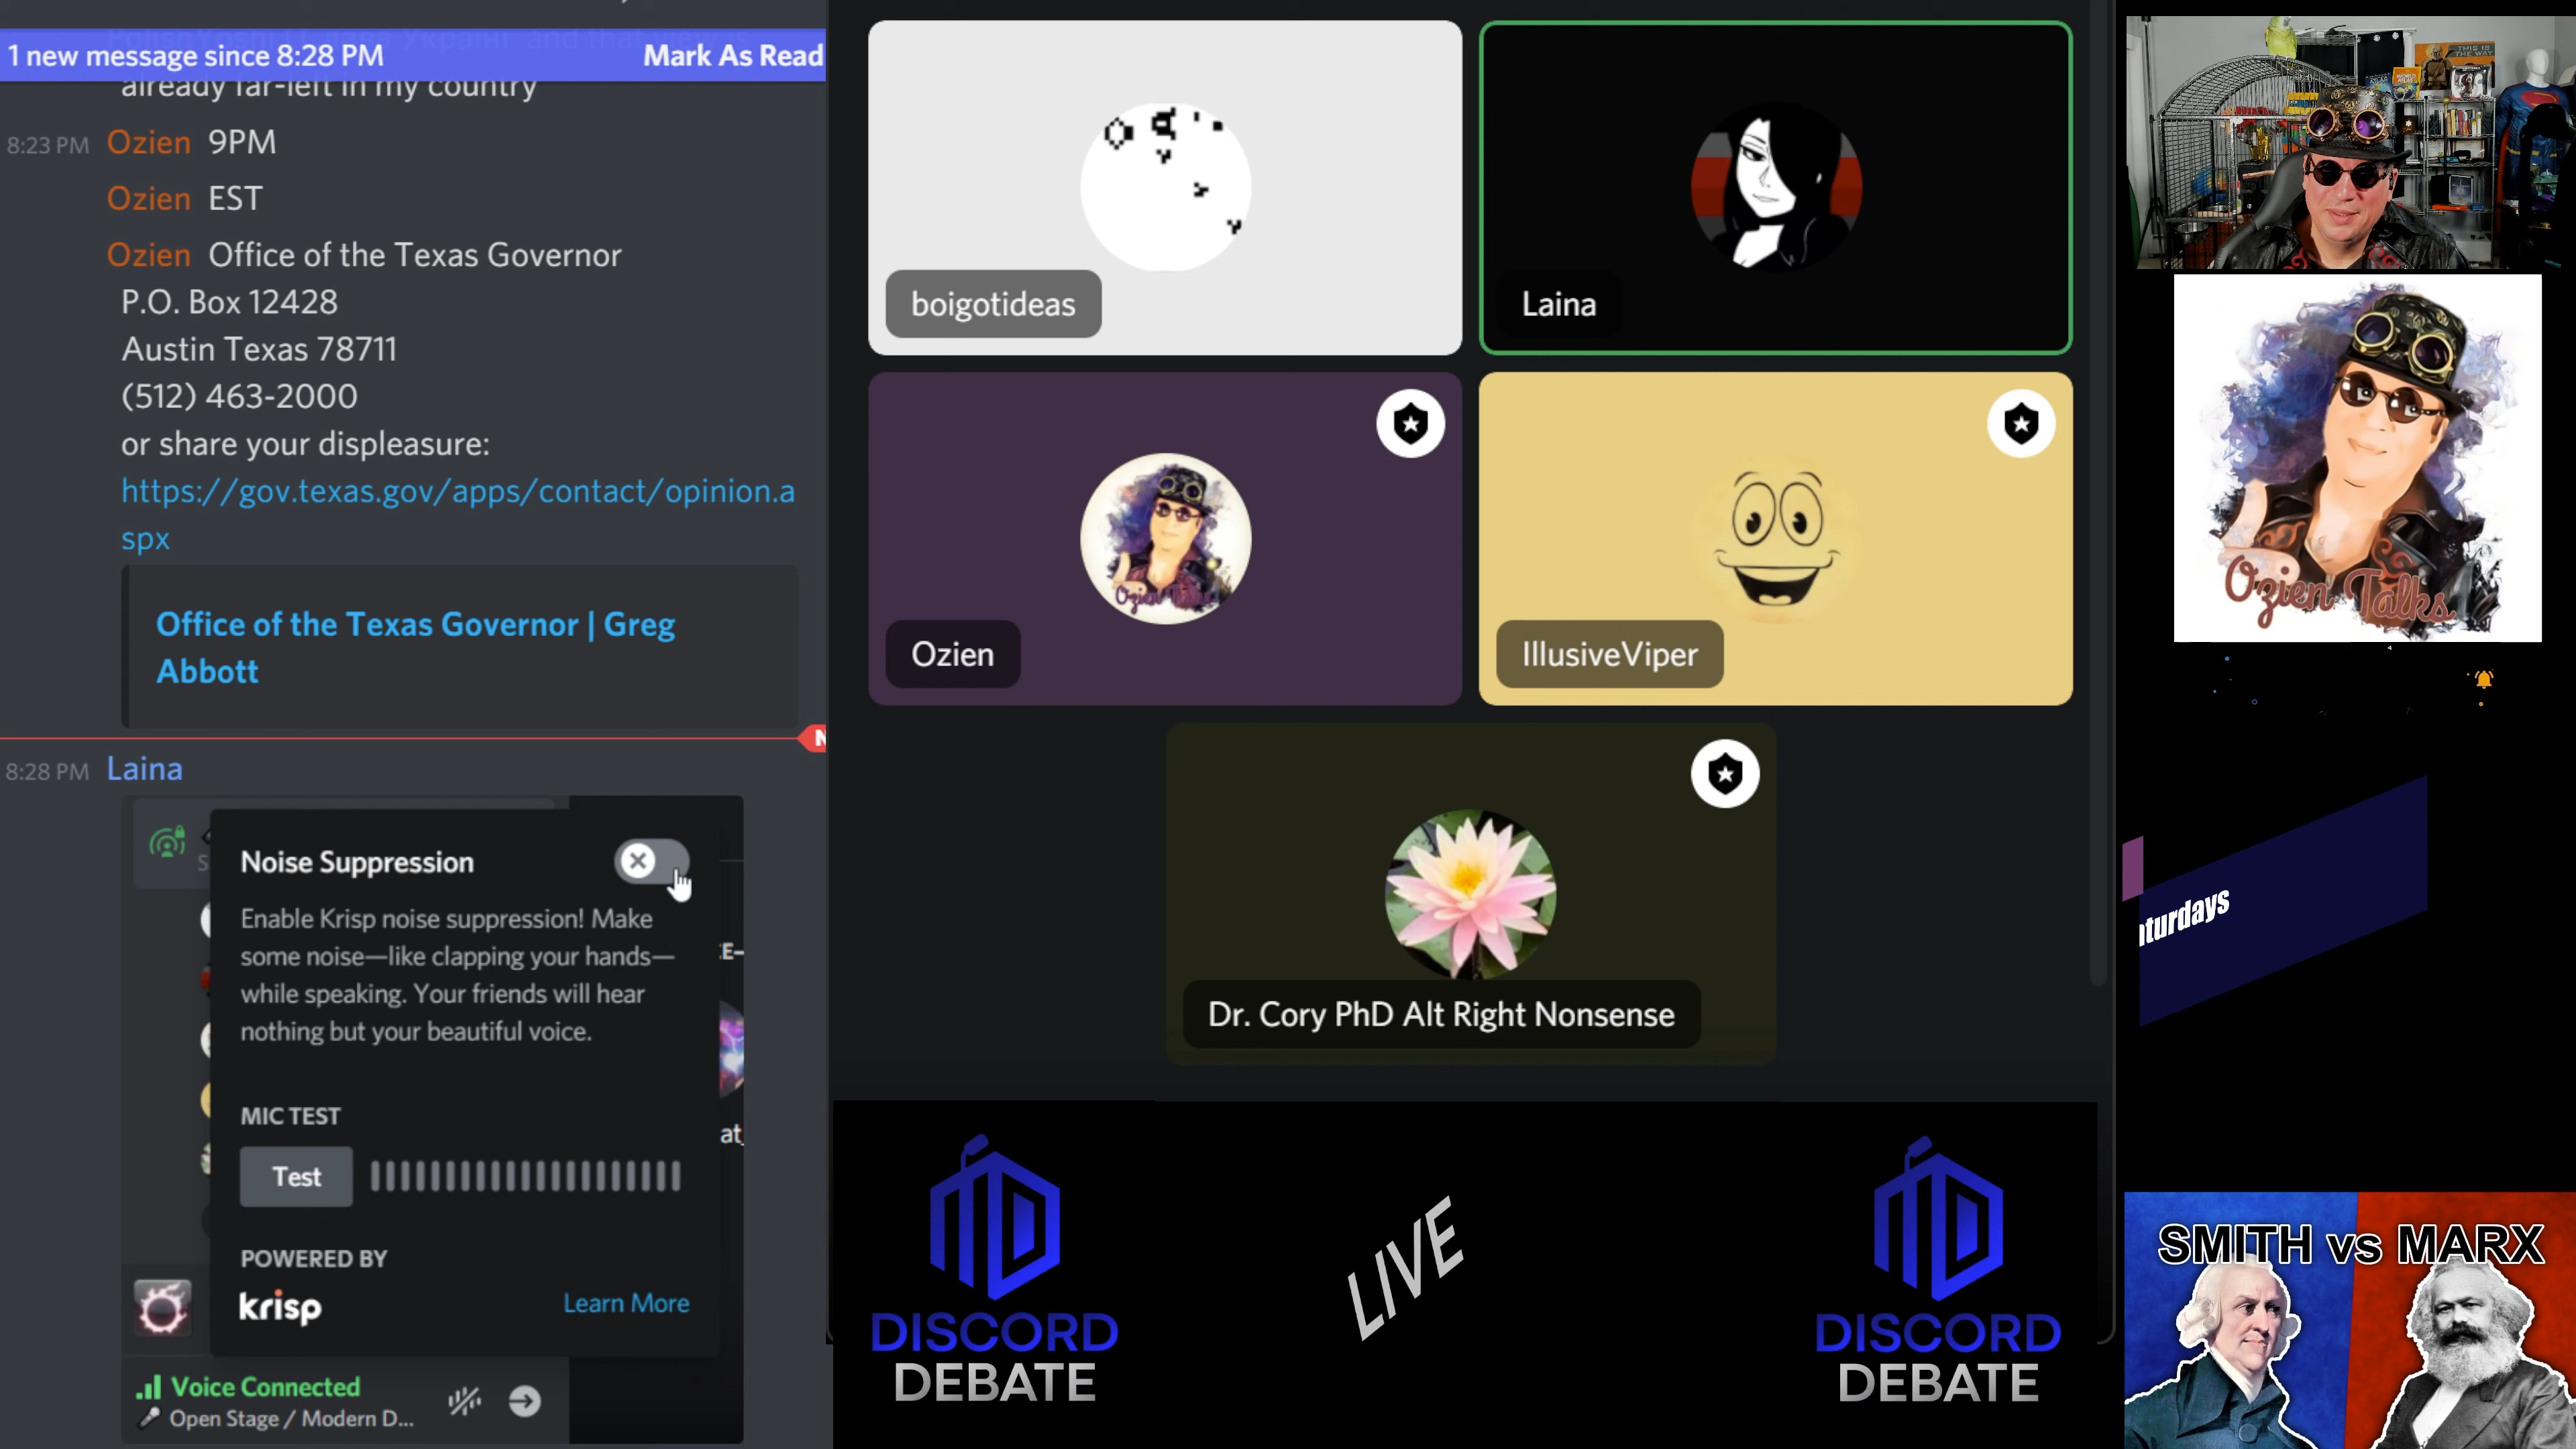 1 new message since 8:28 PM
Mark As Read
already far-left in my country
8:23 PM Ozien 9PM
Ozien EST
Ozien Office of the Texas Governor
P.O. Box 12428
Austin Texas 78711
(512) 463-2000
or share your displeasure:
https://gov.texas.gov/apps/contact/opinion.a
spx
Office of the Texas Governor | Greg
Abbott
8:28 PM Laina
Noise Suppression
Enable Krisp noise suppression! Make
some noise—like clapping your hands—
while speaking. Your friends will hear
nothing but your beautiful voice.
MIC TEST
Test
POWERED BY
krisp
Learn More
Voice Connected
Open Stage / Modern D...
boigotideas
Laina
Ozien
IllusiveViper
Dr. Cory PhD Alt Right Nonsense
DISCORD
DEBATE
LIVE
DISCORD
DEBATE
THIS IS
THE WAY
Ozien Talks
Ozien Talks
turdays
SMITH vs MARX